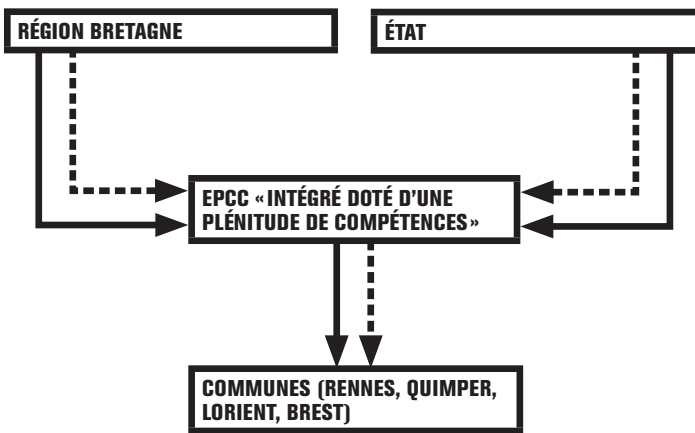 RÉGION BRETAGNE
ÉTAT
EPCC «INTÉGRÉ DOTÉ D'UNE
PLÉNITUDE DE COMPÉTENCES»
COMMUNES (RENNES, QUIMPER,
LORIENT, BREST)